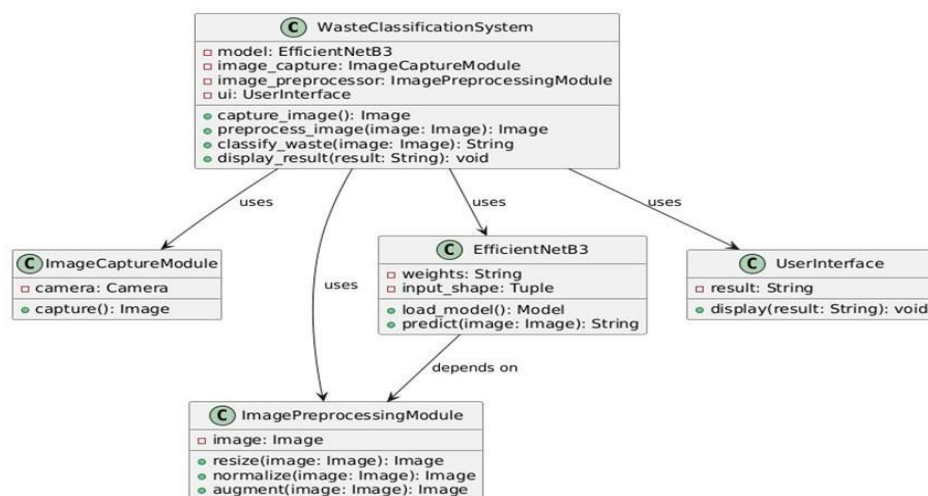 C WasteClassificationSystem
model: EfficientNetB3
image_capture: ImageCaptureModule
image_preprocessor: ImagePreprocessingModule
ui: UserInterface
capture_image(): Image
preprocess_image(image: Image): Image
classify_waste(image: Image): String
display_result(result: String): void
uses
uses
uses
uses
C ImageCaptureModule
camera: Camera
capture(): Image
C EfficientNetB3
weights: String
input_shape: Tuple
load_model(): Model
predict(image: Image): String
C UserInterface
result: String
display(result: String): void
depends on
C ImagePreprocessingModule
image: Image
resize(image: Image): Image
normalize(image: Image): Image
augment(image: Image): Image